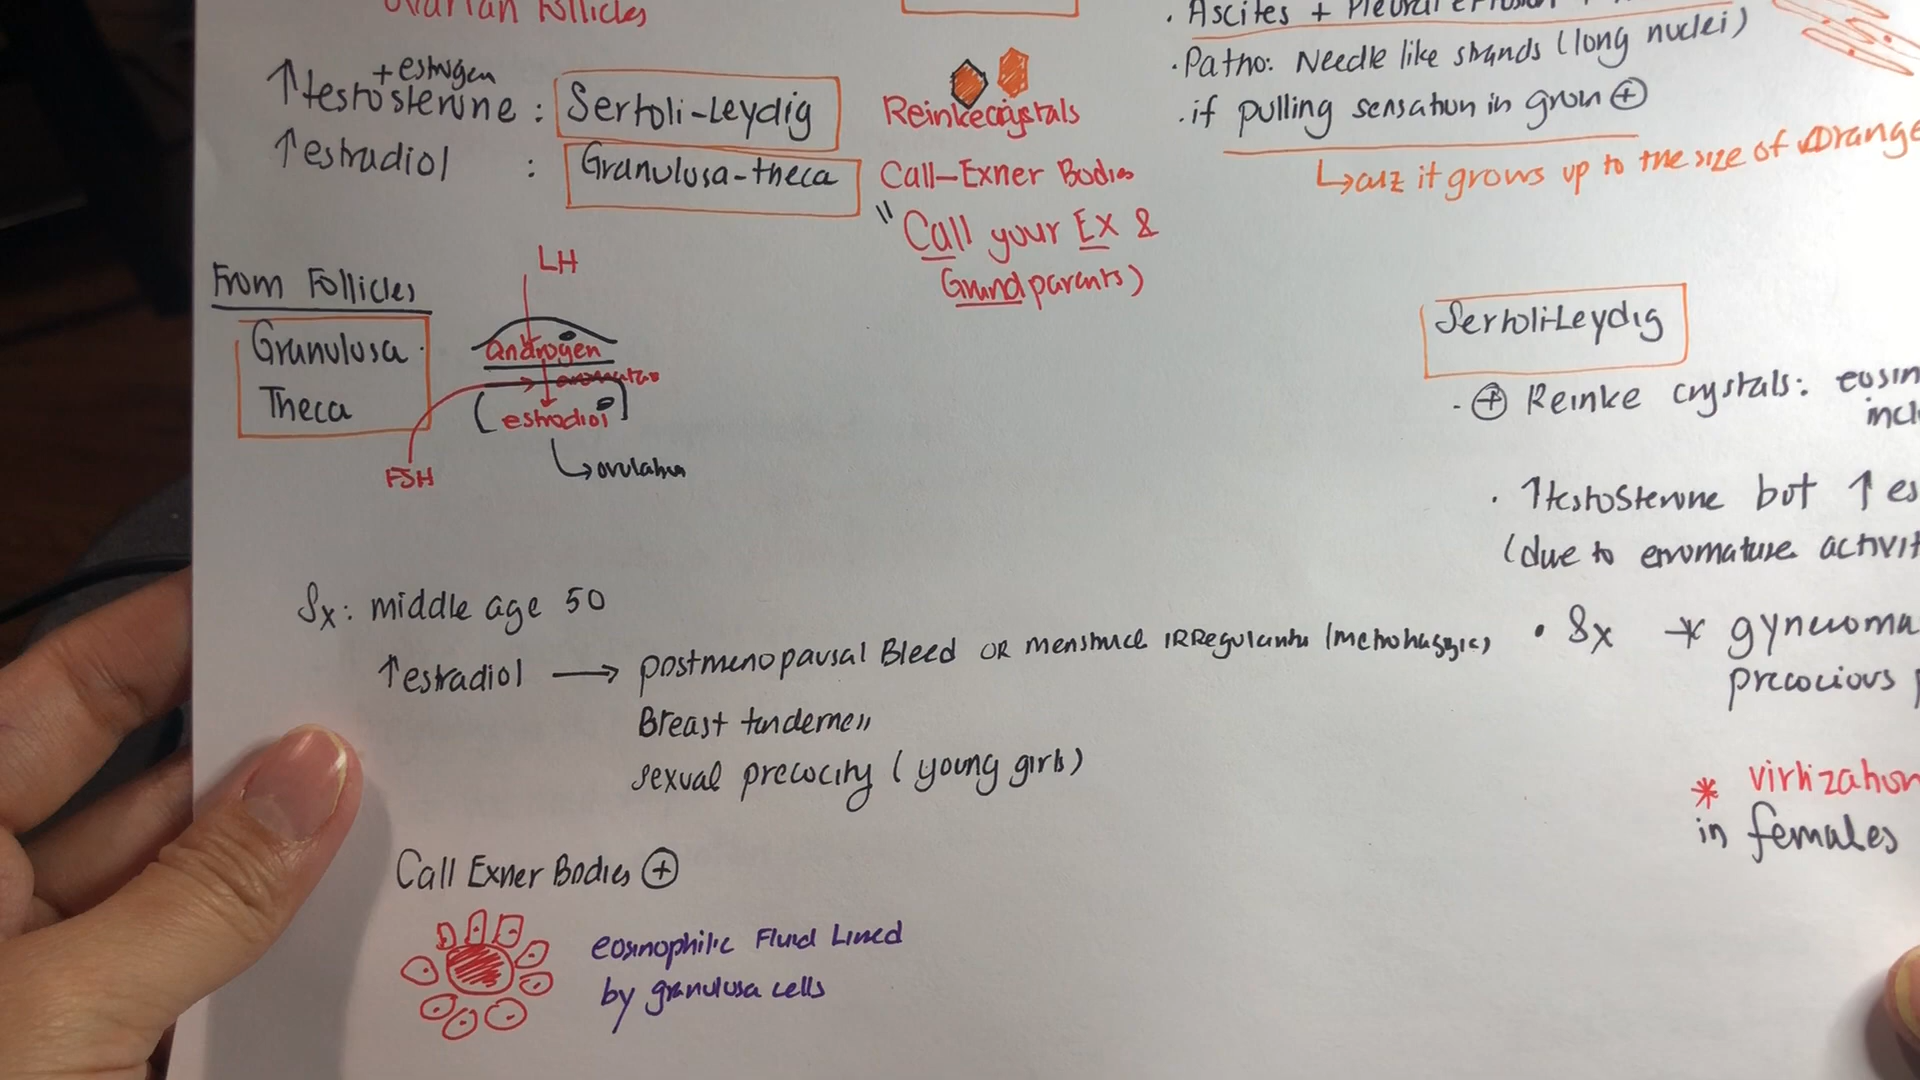 ovarian Follicles
+ estrogen
↑testosterone : Sertoli-Leydig
↑estradiol : Granulosa-theca
Reinke crystals
Call-Exner Bodies
"Call your Ex &
Grandparents)
. Ascites + Pleural effusion +
.Patho: Needle like strands (long nuclei)
.if pulling sensation in groin ⊕
↳cuz it grows up to the size of orange
From Follicles
Granulosa
Theca
LH
androgen
aromatase
estradiol
FSH
↳ovulation
Sertoli-Leydig
- ⊕ Reinke crystals: eosin
incl
. ↑testosterone but ↑ es
(due to aromatase activit
• Sx * gynecoma
precocious p
* virlization
in females
Sx: middle age 50
↑estradiol → postmenopausal Bleed OR menstrual IRRegularity (metrohaggic)
Breast tenderness
sexual precocity (young girls)
Call Exner Bodies ⊕
eosinophilic Fluid Lined
by granulosa cells